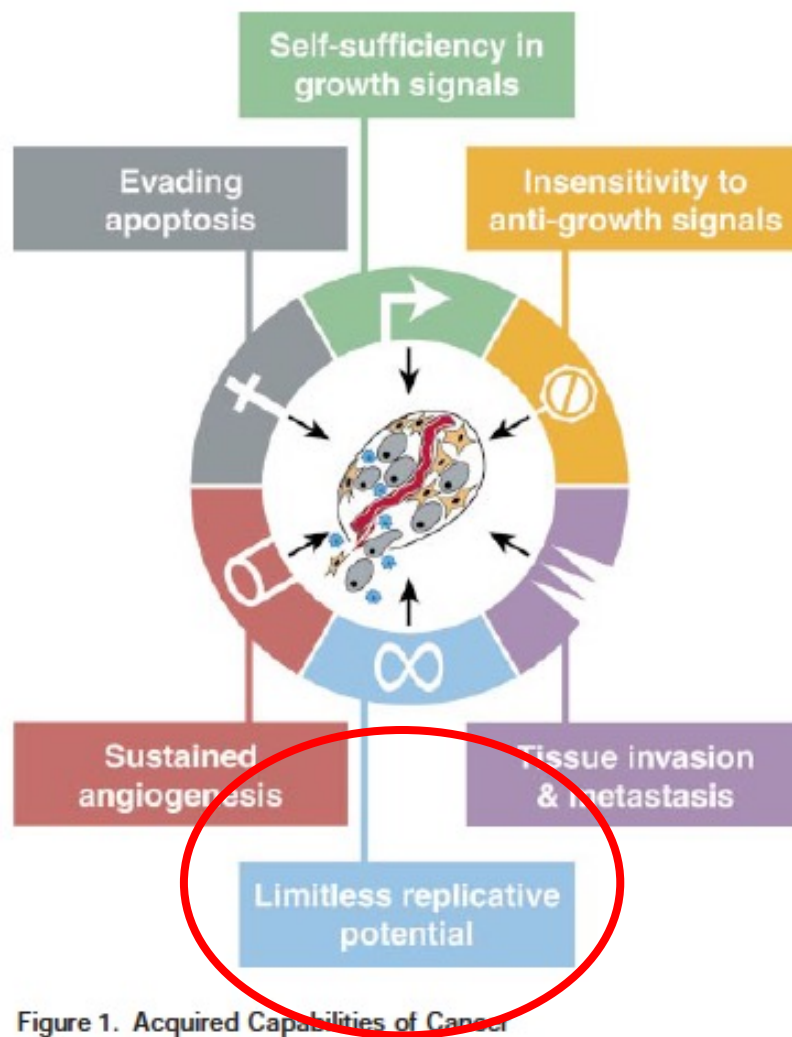 Self-sufficiency in
growth signals
Evading
apoptosis
Insensitivity to
anti-growth signals
Sustained
angiogenesis
Tissue invasion
& metastasis
Limitless replicative
potential
Figure 1. Acquired Capabilities of Cancer